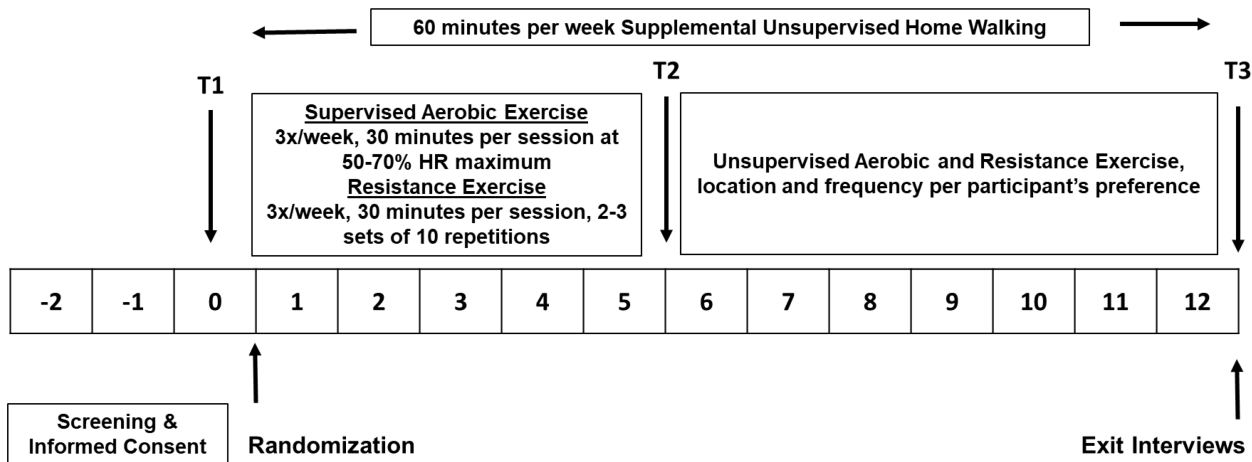 60 minutes per week Supplemental Unsupervised Home Walking
T1
T2
T3
Supervised Aerobic Exercise
3x/week, 30 minutes per session at
50-70% HR maximum
Resistance Exercise
3x/week, 30 minutes per session, 2-3
sets of 10 repetitions
Unsupervised Aerobic and Resistance Exercise,
location and frequency per participant's preference
-2 -1 0 1 2 3 4 5 6 7 8 9 10 11 12
Screening &
Informed Consent
Randomization
Exit Interviews